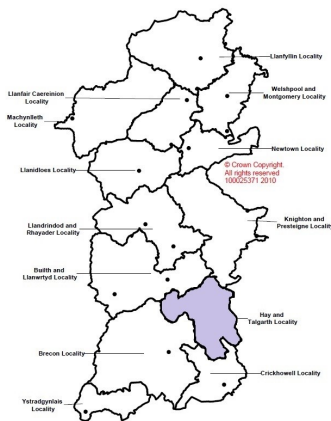 Llanfyllin Locality
Welshpool and
Montgomery Locality
Llanfair Caereinion
Locality
Machynlleth
Locality
Newtown Locality
© Crown Copyright.
All rights reserved
100025371 2010
Llanidloes Locality
Llandrindod and
Rhayader Locality
Knighton and
Presteigne Locality
Builth and
Llanwrtyd Locality
Hay and
Talgarth Locality
Brecon Locality
Crickhowell Locality
Ystradgynlais
Locality